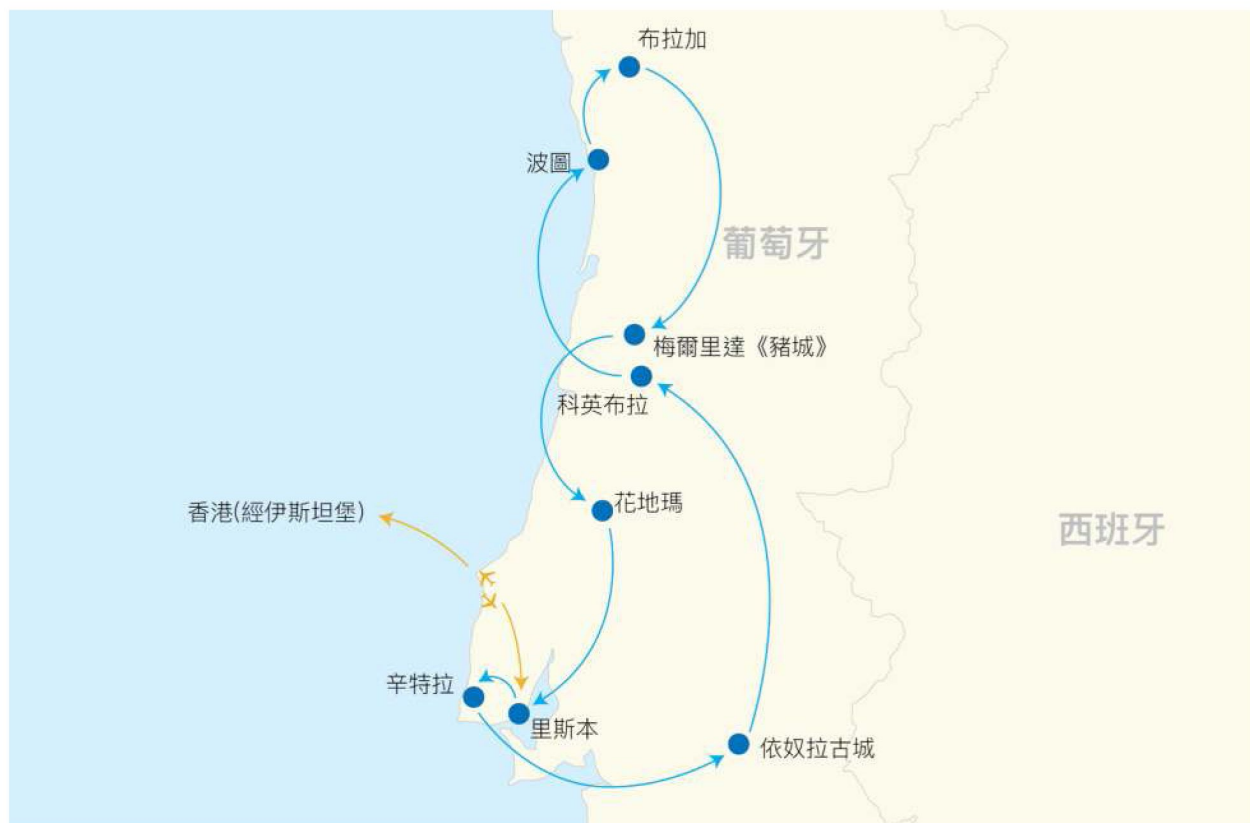 布拉加
波圖
葡萄牙
梅爾里達《豬城》
科英布拉
花地瑪
香港(經伊斯坦堡)
西班牙
辛特拉
里斯本
依奴拉古城